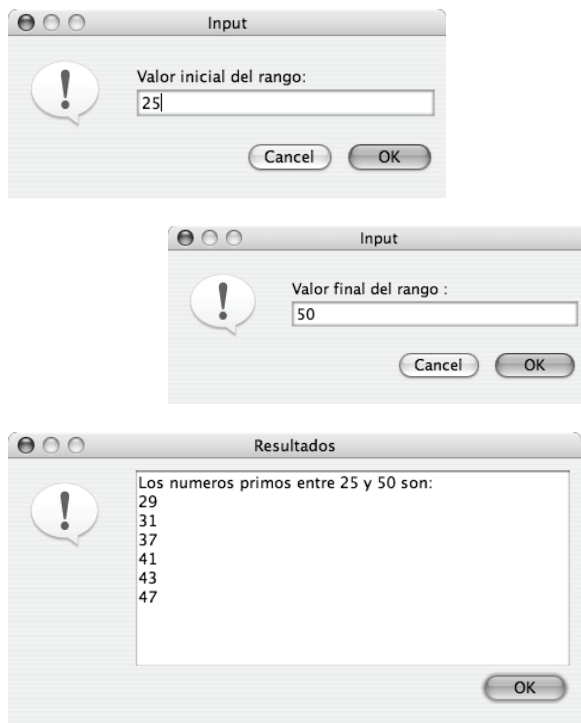 Input
Valor inicial del rango:
25
Cancel OK
Input
Valor final del rango :
50
Cancel OK
Resultados
Los numeros primos entre 25 y 50 son:
29
31
37
41
43
47
OK